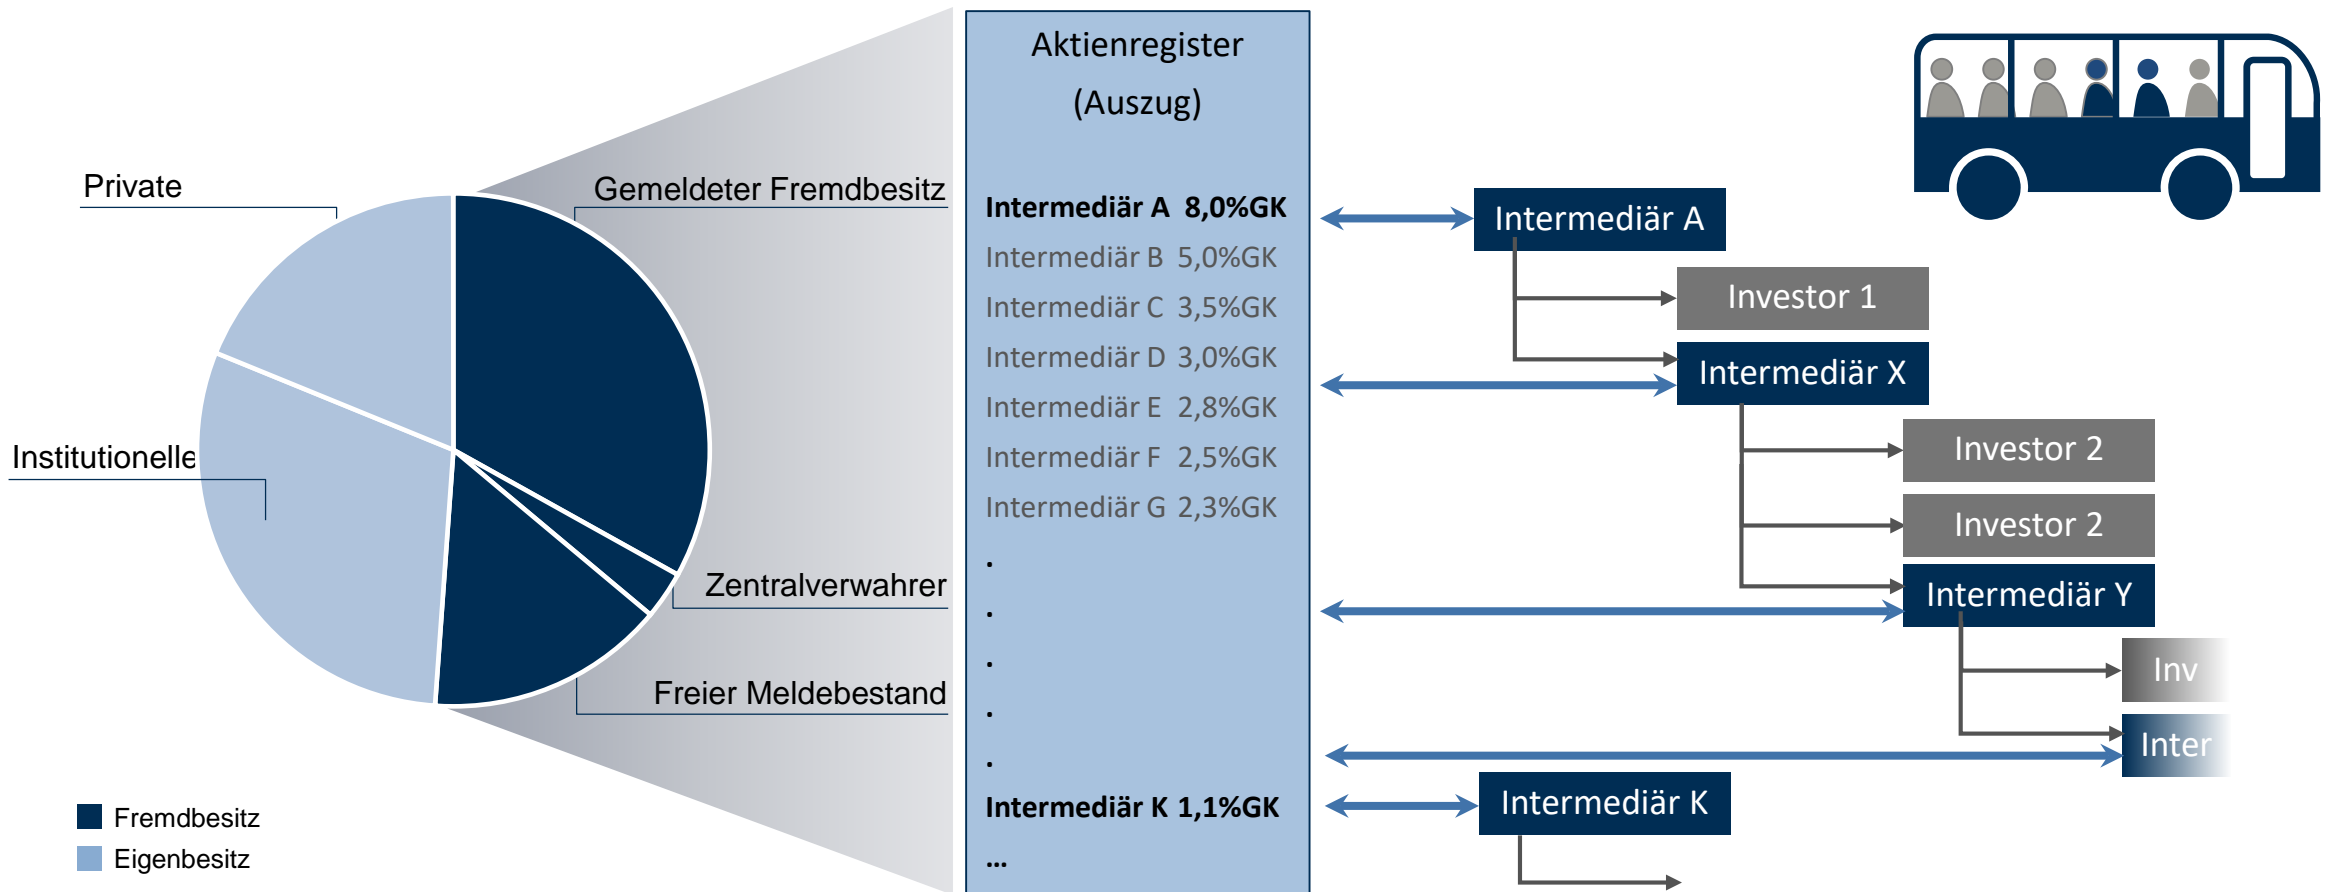 Private
Institutionelle
Gemeldeter Fremdbesitz
Zentralverwahrer
Freier Meldebestand
Fremdbesitz
Eigenbesitz
Aktienregister
(Auszug)
Intermediär A 8,0%GK
Intermediär B 5,0%GK
Intermediär C 3,5%GK
Intermediär D 3,0%GK
Intermediär E 2,8%GK
Intermediär F 2,5%GK
Intermediär G 2,3%GK
.
.
.
.
.
Intermediär K 1,1%GK
...
Intermediär A
Investor 1
Intermediär X
Investor 2
Investor 2
Intermediär Y
Inv
Inter
Intermediär K